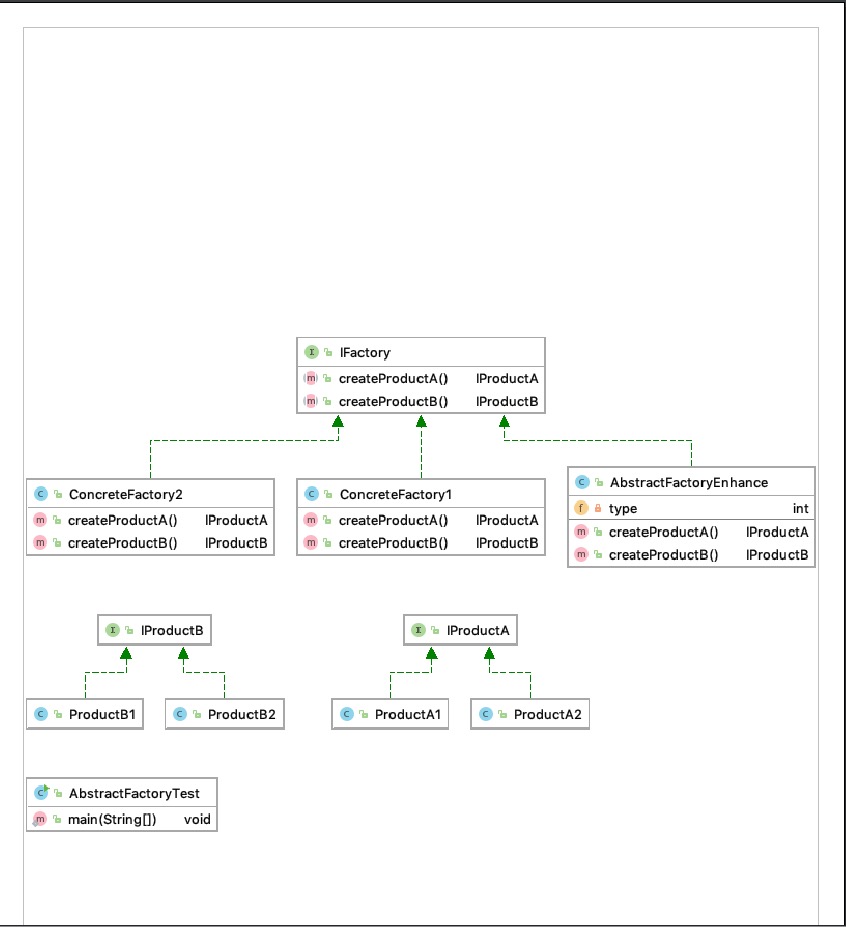 IFactory
createProductA() IProductA
createProductB() IProductB
ConcreteFactory2
createProductA() IProductA
createProductB() IProductB
ConcreteFactory1
createProductA() IProductA
createProductB() IProductB
AbstractFactoryEnhance
type int
createProductA() IProductA
createProductB() IProductB
IProductB
IProductA
ProductB1
ProductB2
ProductA1
ProductA2
AbstractFactoryTest
main(String[]) void